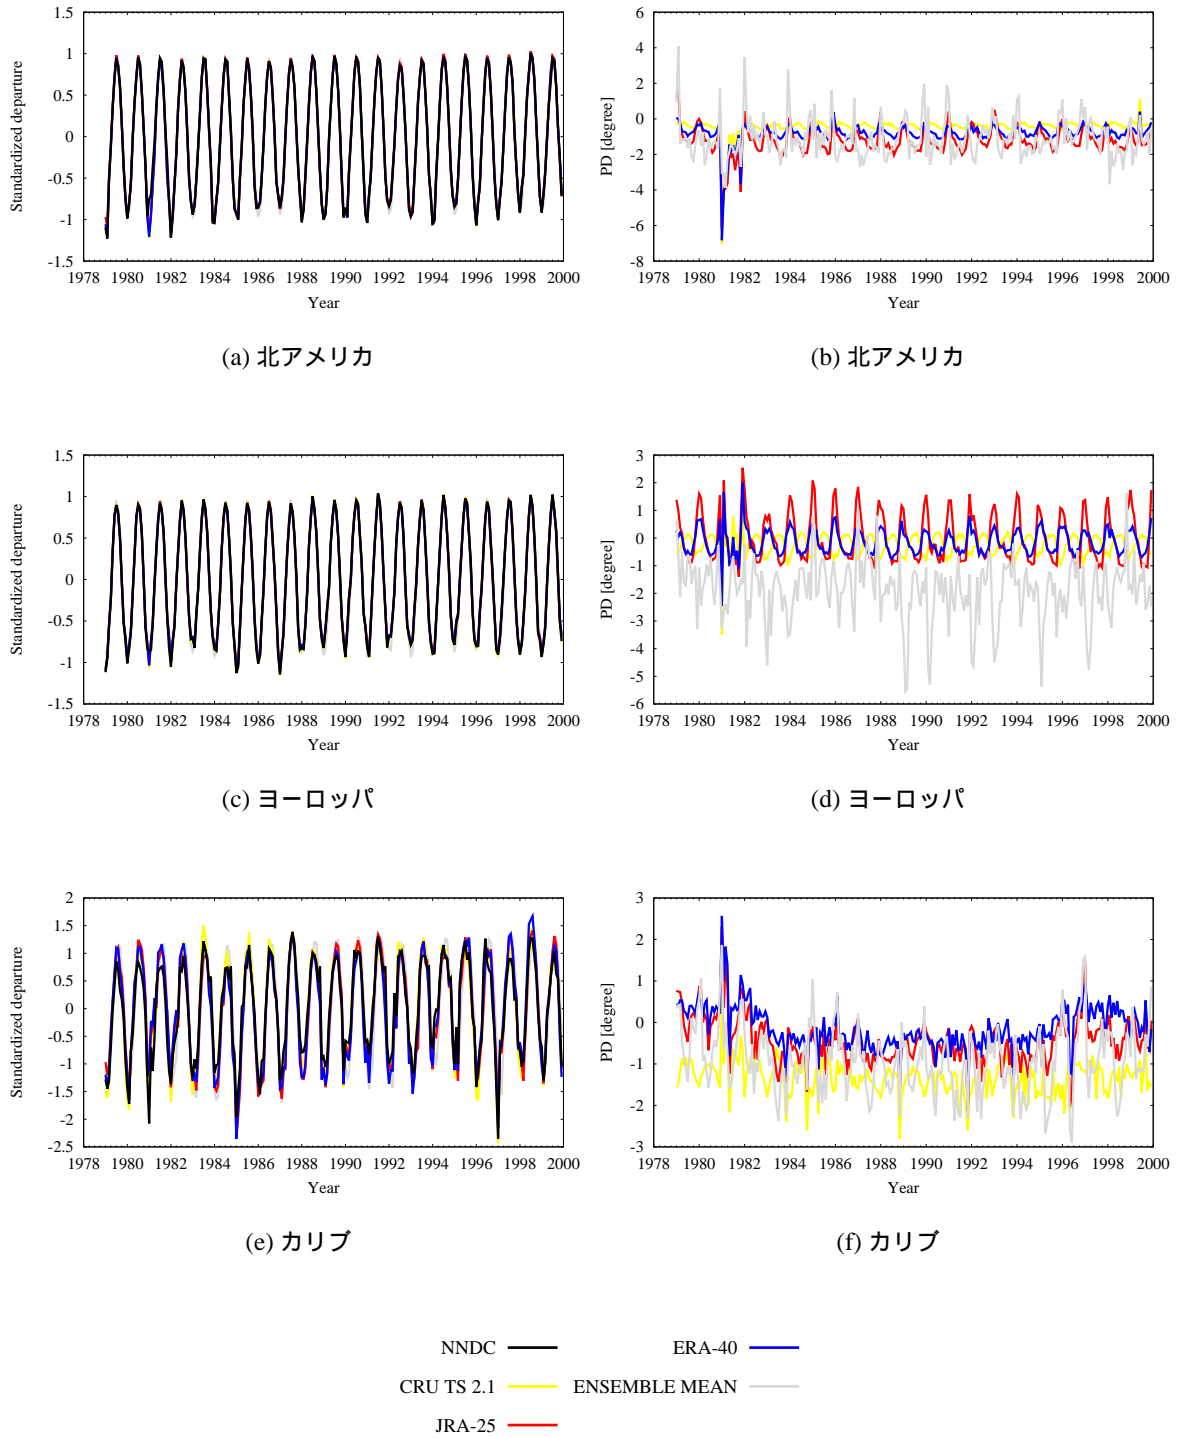 1.5
1
0.5
0
-0.5
-1
-1.5
Standardized departure
1978 1980 1982 1984 1986 1988 1990 1992 1994 1996 1998 2000
Year
(a) 北アメリカ
6
4
2
0
-2
-4
-6
-8
PD [degree]
1978 1980 1982 1984 1986 1988 1990 1992 1994 1996 1998 2000
Year
(b) 北アメリカ
1.5
1
0.5
0
-0.5
-1
-1.5
Standardized departure
1978 1980 1982 1984 1986 1988 1990 1992 1994 1996 1998 2000
Year
(c) ヨーロッパ
3
2
1
0
-1
-2
-3
-4
-5
-6
PD [degree]
1978 1980 1982 1984 1986 1988 1990 1992 1994 1996 1998 2000
Year
(d) ヨーロッパ
2
1.5
1
0.5
0
-0.5
-1
-1.5
-2
-2.5
Standardized departure
1978 1980 1982 1984 1986 1988 1990 1992 1994 1996 1998 2000
Year
(e) カリブ
3
2
1
0
-1
-2
-3
PD [degree]
1978 1980 1982 1984 1986 1988 1990 1992 1994 1996 1998 2000
Year
(f) カリブ
NNDC
CRU TS 2.1
JRA-25
ERA-40
ENSEMBLE MEAN